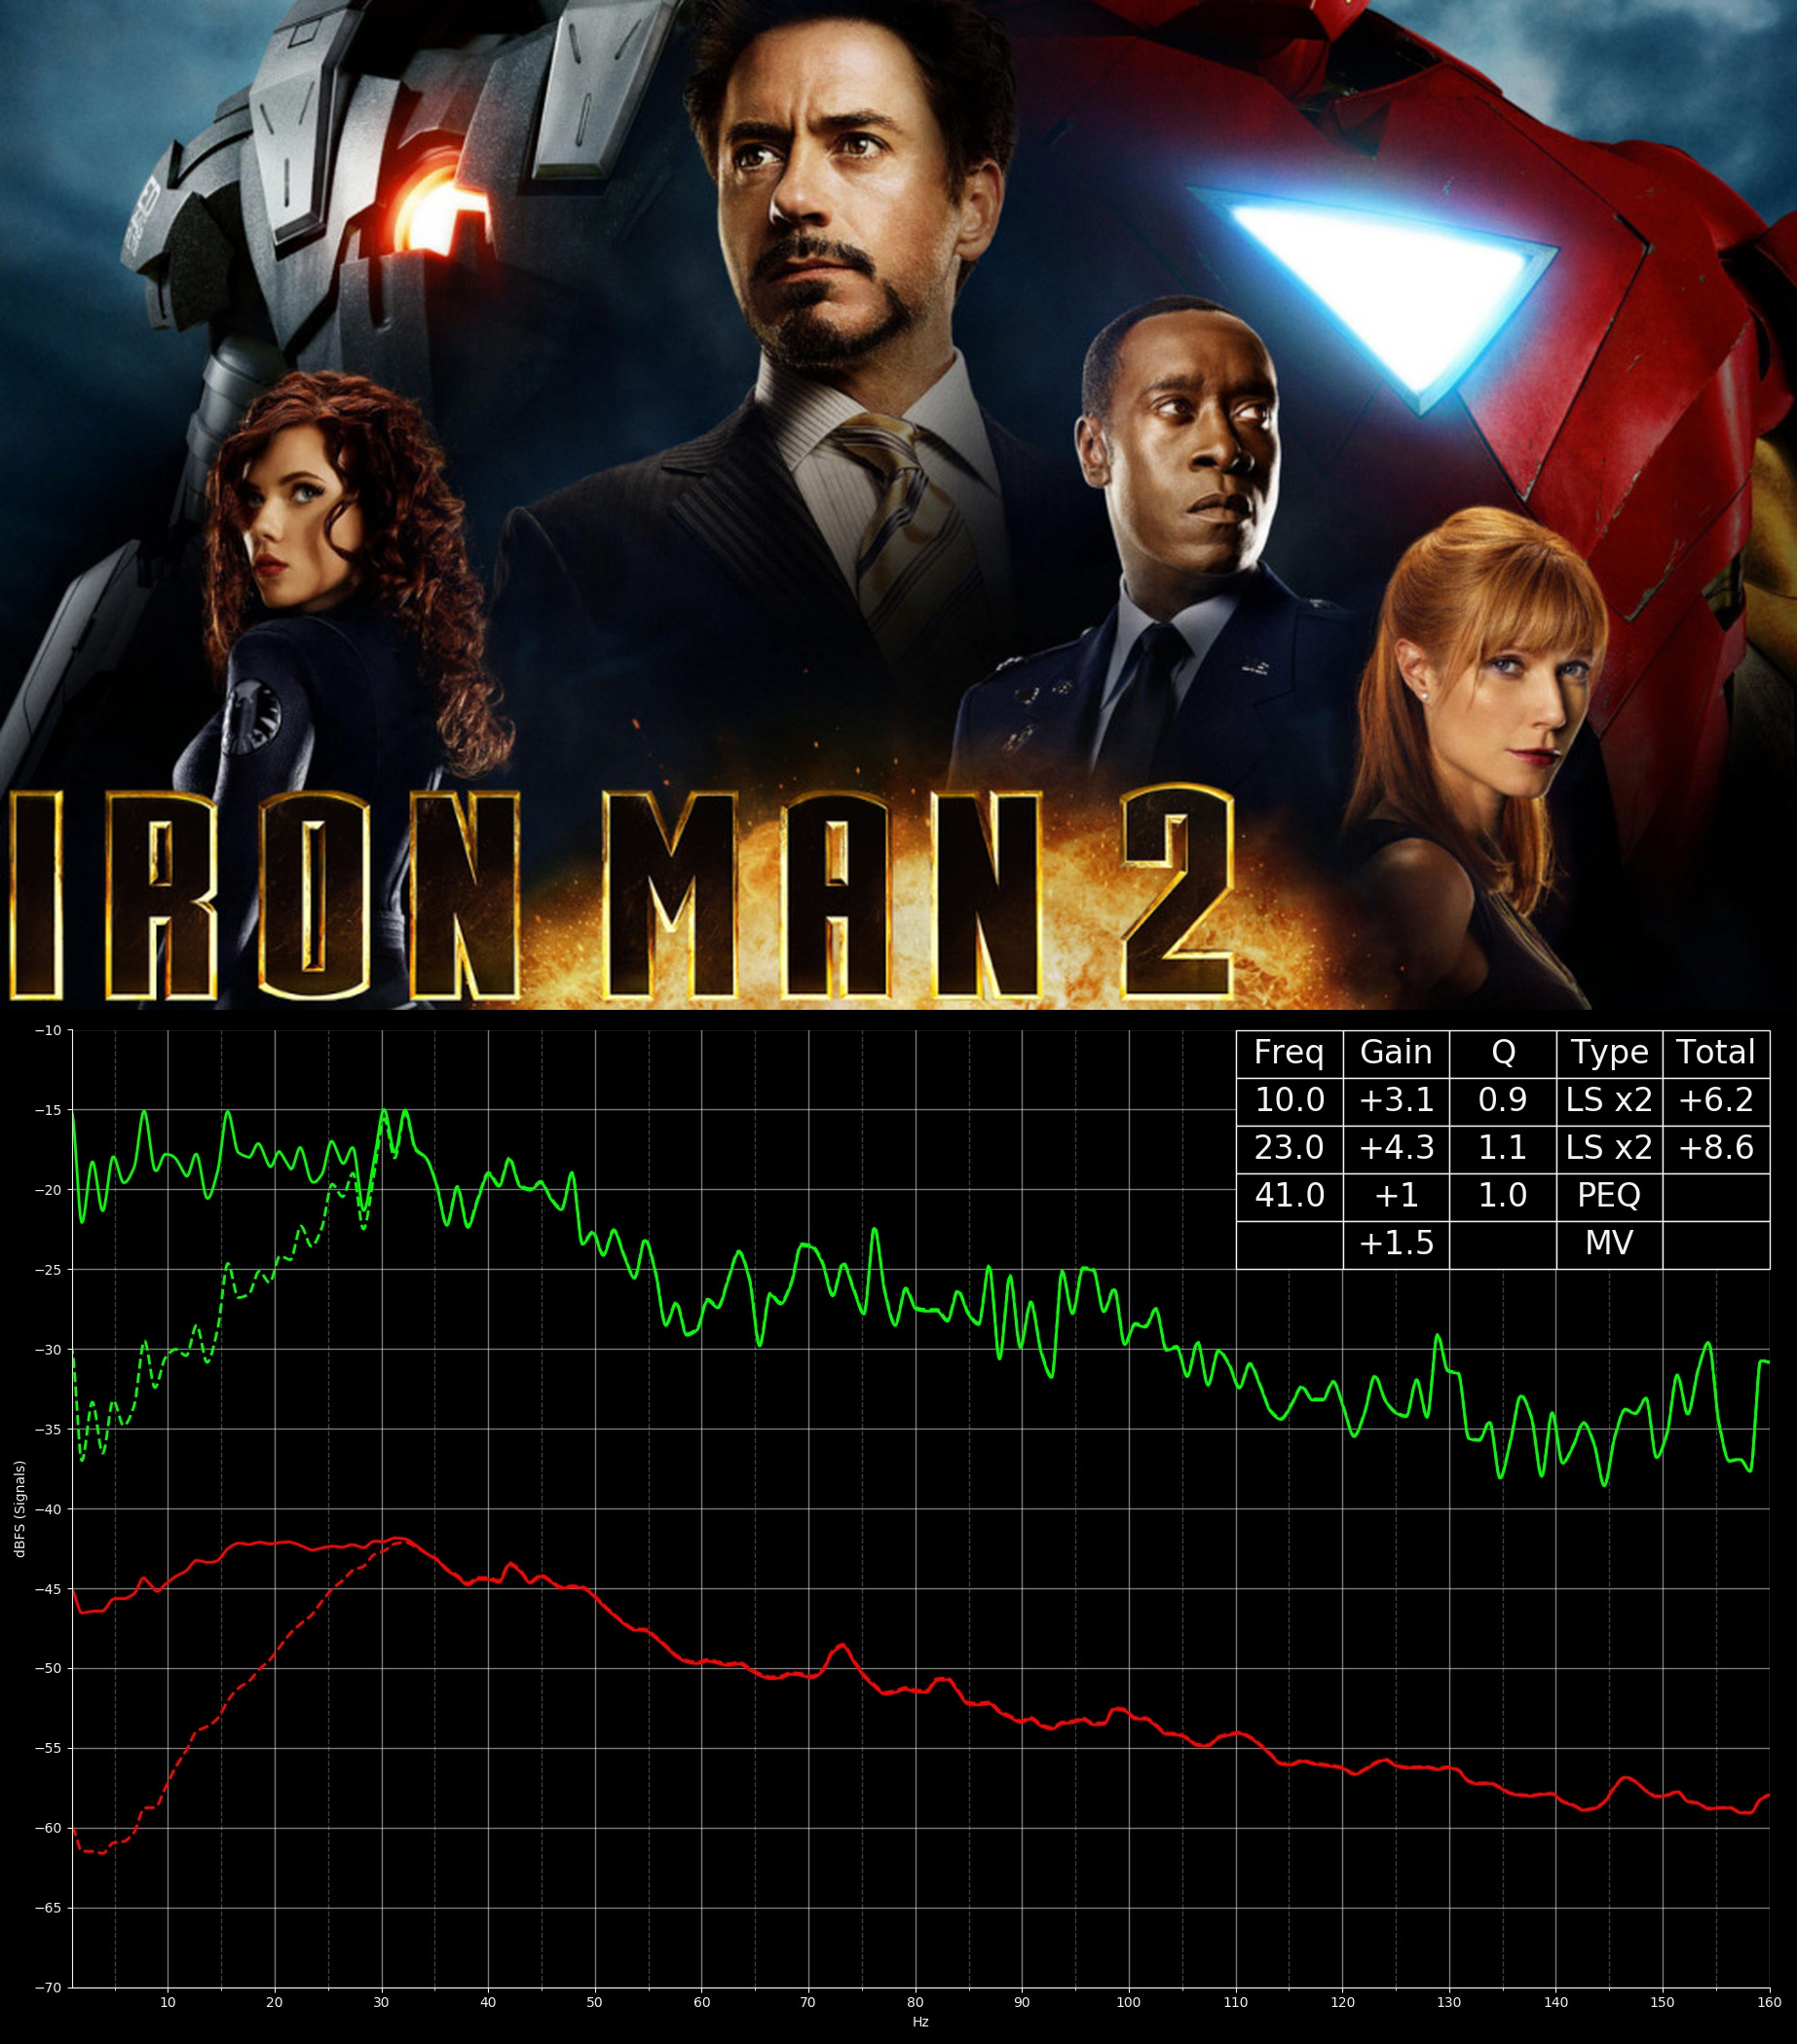 IRON MAN 2
Freq Gain Q Type Total
10.0 +3.1 0.9 LS x2 +6.2
23.0 +4.3 1.1 LS x2 +8.6
41.0 +1 1.0 PEQ
+1.5 MV
−10
−15
−20
−25
−30
−35
−40
−45
−50
−55
−60
−65
−70
dBFS (Signals)
10 20 30 40 50 60 70 80 90 100 110 120 130 140 150 160
Hz